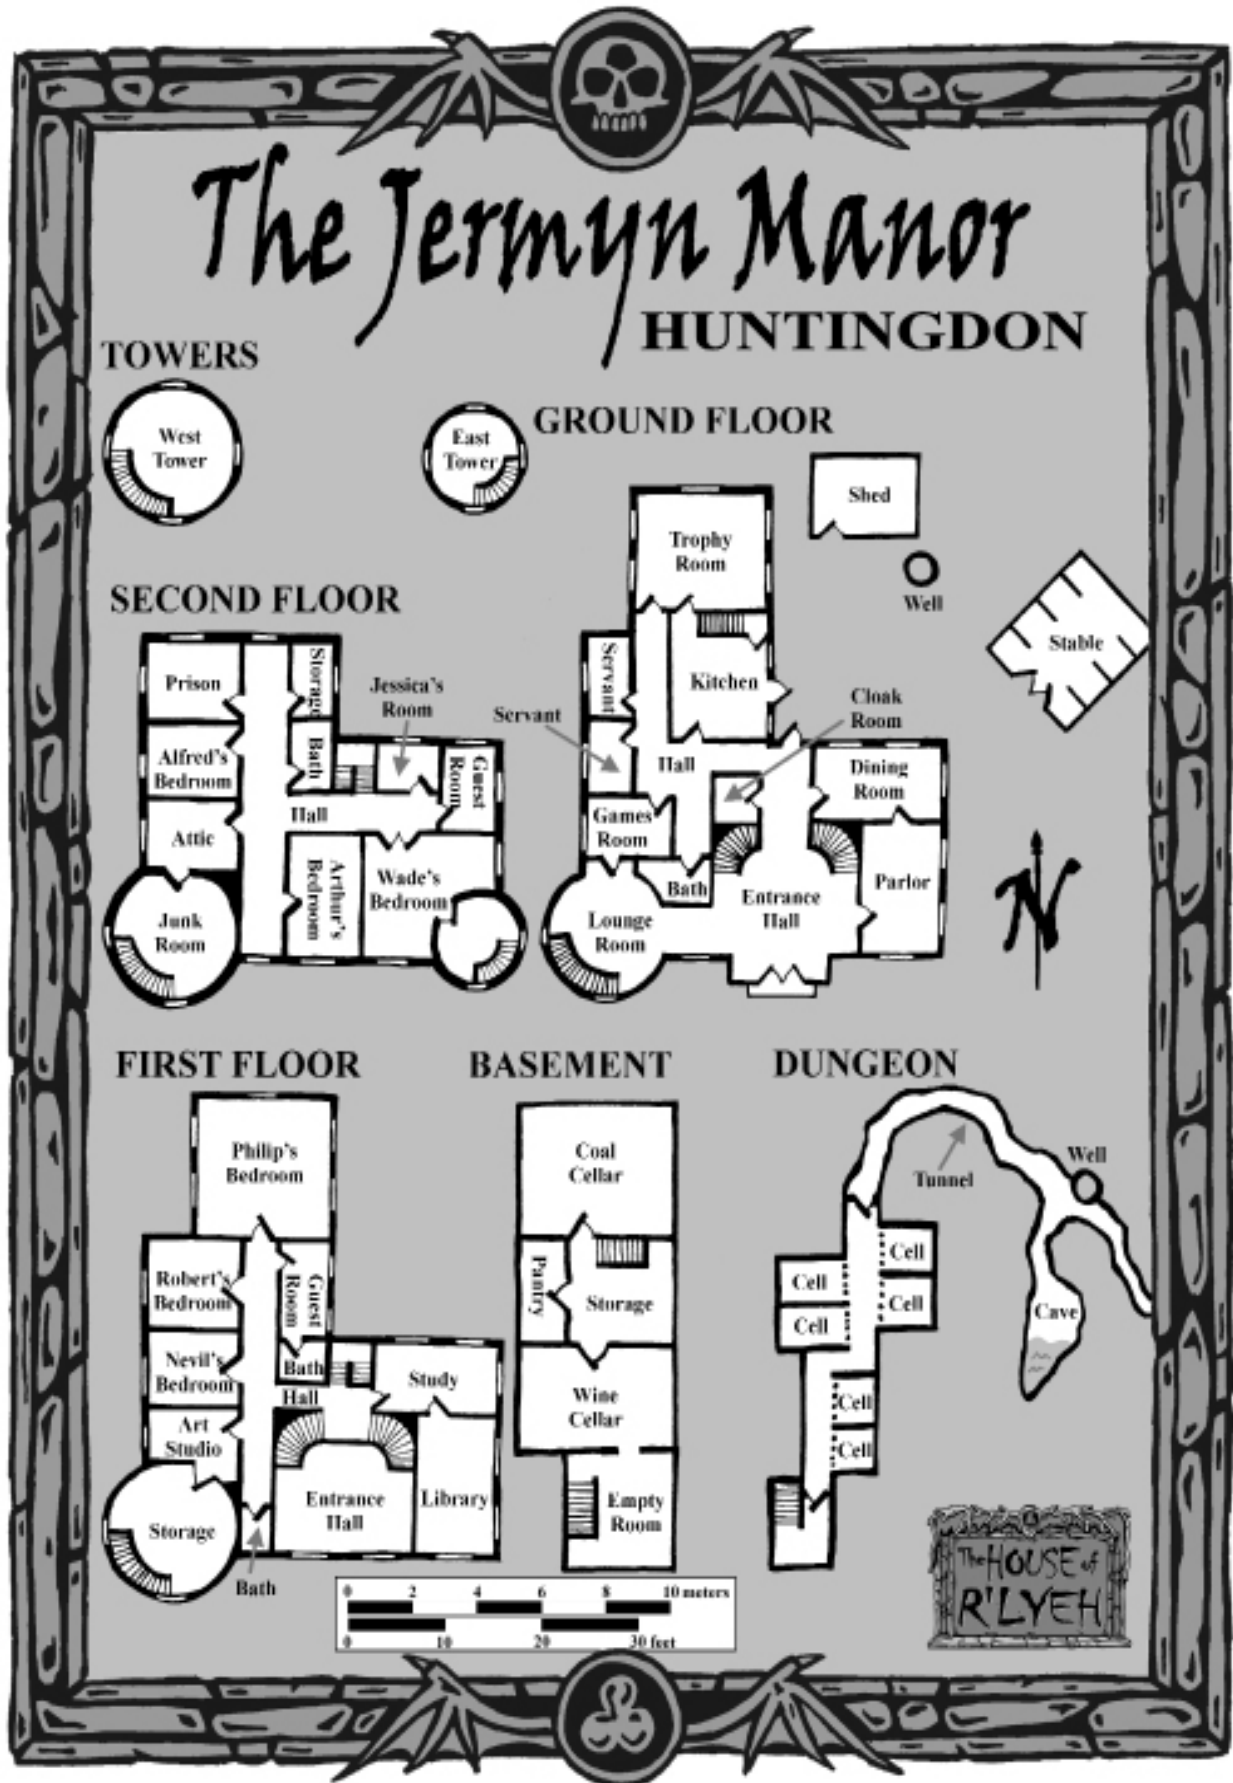 The Jermyn Manor
HUNTINGDON
TOWERS
West
Tower
East
Tower
GROUND FLOOR
Shed
Trophy
Room
Well
Stable
Servant
Kitchen
Cloak
Room
Servant
Hall
Dining
Room
Games
Room
Bath
Parlor
Entrance
Hall
Lounge
Room
N
SECOND FLOOR
Prison
Storage
Jessica's
Room
Alfred's
Bedroom
Bath
Guest
Room
Hall
Attic
Arthur's
Bedroom
Wade's
Bedroom
Junk
Room
FIRST FLOOR
Philip's
Bedroom
Robert's
Bedroom
Guest
Room
Nevil's
Bedroom
Bath
Study
Hall
Art
Studio
Entrance
Hall
Library
Storage
Bath
BASEMENT
Coal
Cellar
Pantry
Storage
Wine
Cellar
Empty
Room
DUNGEON
Tunnel
Well
Cell
Cell
Cell
Cell
Cave
Cell
Cell
0 2 4 6 8 10 meters
0 10 20 30 feet
The HOUSE of
R'LYEH